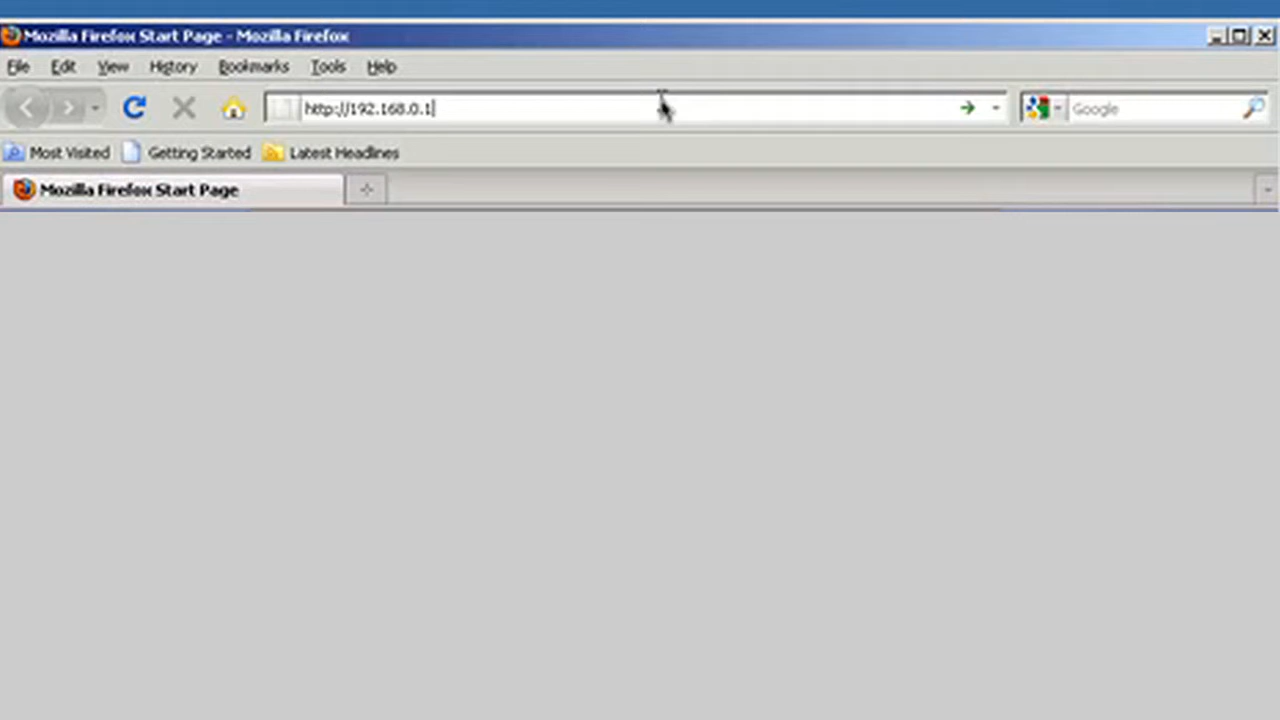 Mozilla Firefox Start Page - Mozilla Firefox
File Edit View History Bookmarks Tools Help
http://192.168.0.1 Google
Most Visited Getting Started Latest Headlines
Mozilla Firefox Start Page